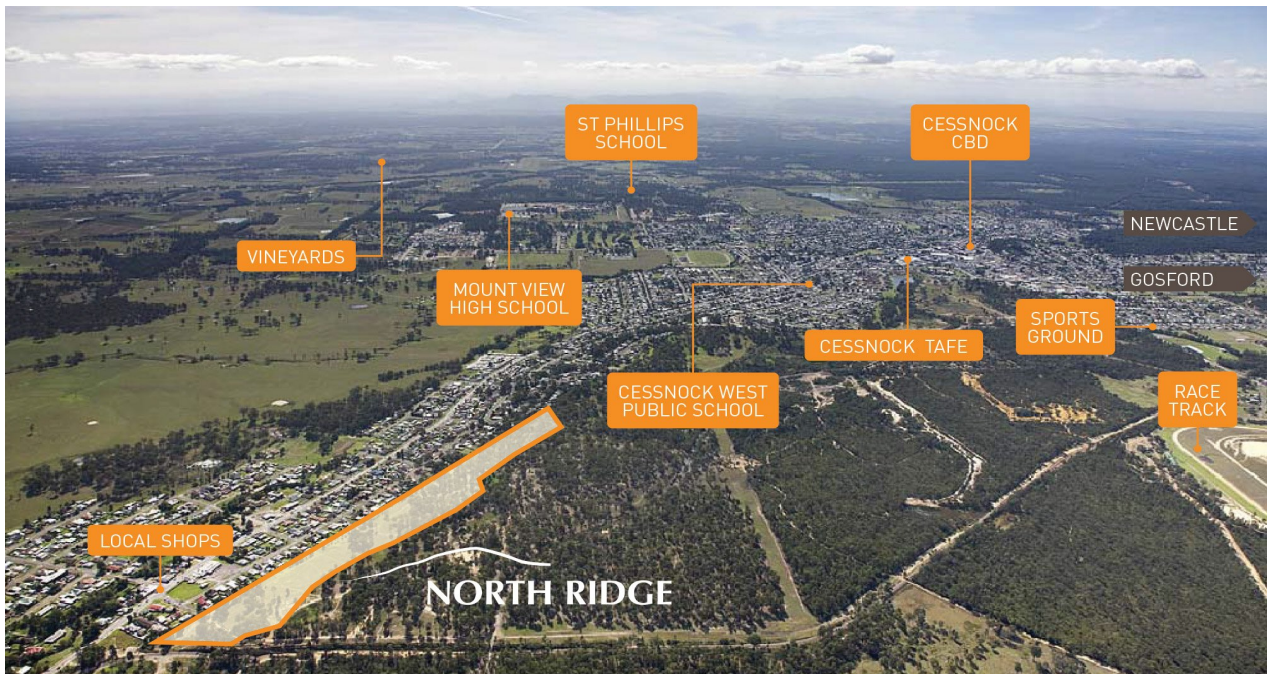 ST PHILLIPS
SCHOOL
CESSNOCK
CBD
NEWCASTLE
VINEYARDS
MOUNT VIEW
HIGH SCHOOL
GOSFORD
SPORTS
GROUND
CESSNOCK TAFE
CESSNOCK WEST
PUBLIC SCHOOL
RACE
TRACK
LOCAL SHOPS
NORTH RIDGE